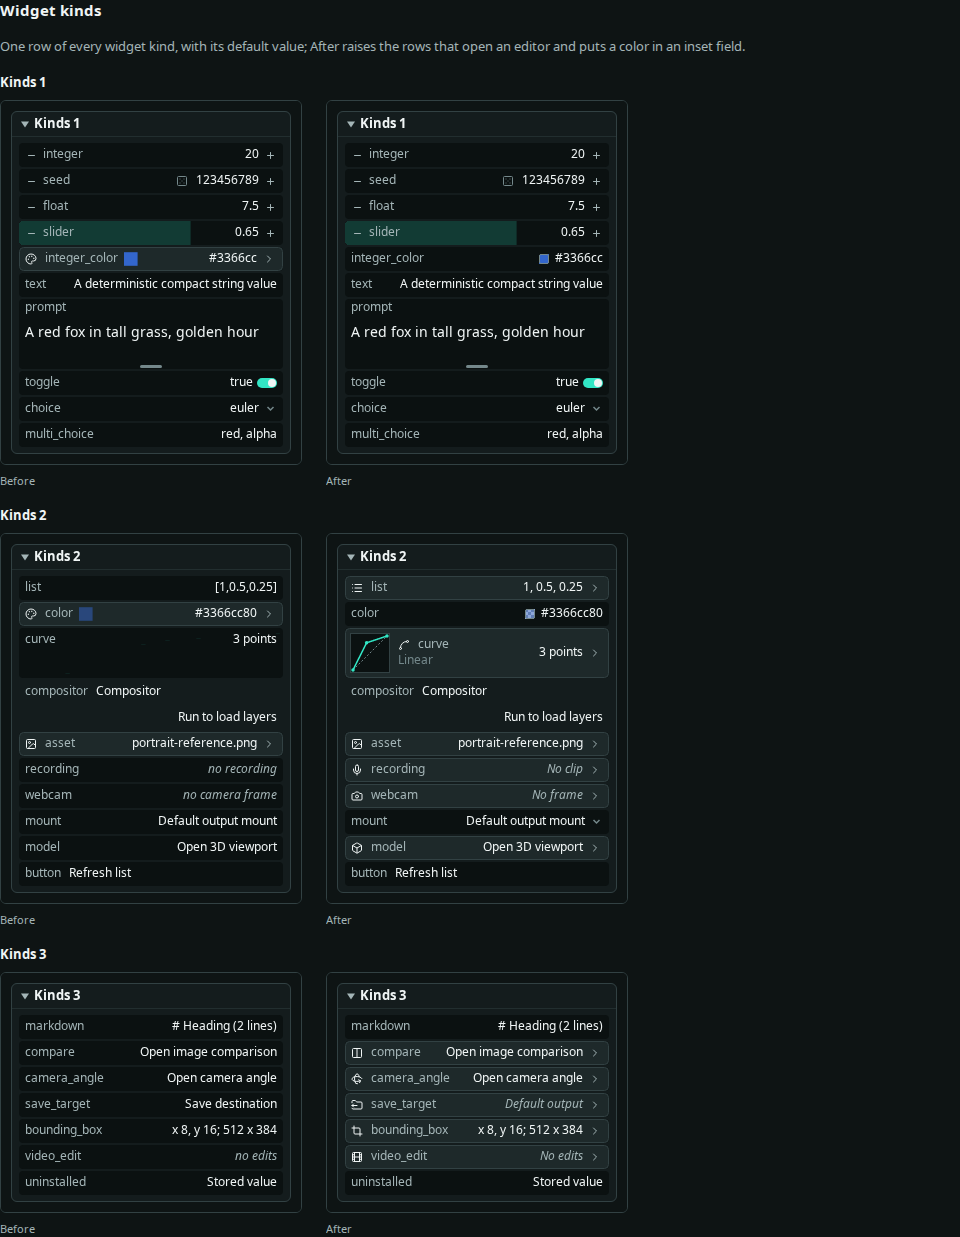 Widget kinds
One row of every widget kind, with its default value; After raises the rows that open an editor and puts a color in an inset field.
Kinds 1
Kinds 1
– integer 20 +
– seed 123456789 +
– float 7.5 +
– slider 0.65 +
integer_color #3366cc
text A deterministic compact string value
prompt
A red fox in tall grass, golden hour
toggle true
choice euler
multi_choice red, alpha
Before
Kinds 1
– integer 20 +
– seed 123456789 +
– float 7.5 +
– slider 0.65 +
integer_color #3366cc
text A deterministic compact string value
prompt
A red fox in tall grass, golden hour
toggle true
choice euler
multi_choice red, alpha
After
Kinds 2
Kinds 2
list [1,0.5,0.25]
color #3366cc80
curve 3 points
compositor Compositor
Run to load layers
asset portrait-reference.png
recording no recording
webcam no camera frame
mount Default output mount
model Open 3D viewport
button Refresh list
Before
Kinds 2
list 1, 0.5, 0.25
color #3366cc80
curve 3 points
Linear
compositor Compositor
Run to load layers
asset portrait-reference.png
recording No clip
webcam No frame
mount Default output mount
model Open 3D viewport
button Refresh list
After
Kinds 3
Kinds 3
markdown # Heading (2 lines)
compare Open image comparison
camera_angle Open camera angle
save_target Save destination
bounding_box x 8, y 16; 512 x 384
video_edit no edits
uninstalled Stored value
Before
Kinds 3
markdown # Heading (2 lines)
compare Open image comparison
camera_angle Open camera angle
save_target Default output
bounding_box x 8, y 16; 512 x 384
video_edit No edits
uninstalled Stored value
After